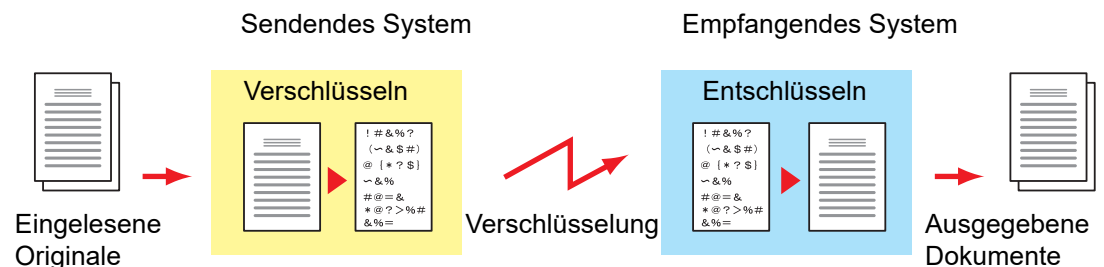 Sendendes System
Empfangendes System
Verschlüsseln
Entschlüsseln
!#&%?
(∽&$#)
@{*?$}
∽&%
#@=&
*@?>%#
&%=
!#&%?
(∽&$#)
@{*?$}
∽&%
#@=&
*@?>%#
&%=
Eingelesene
Originale
Verschlüsselung
Ausgegebene
Dokumente